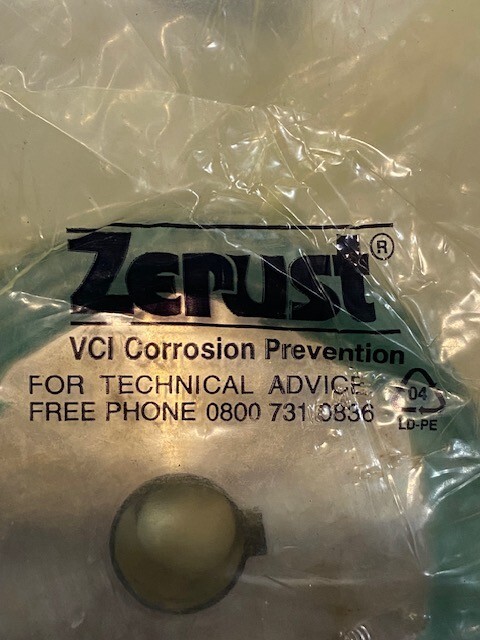 Zerust®
VCI Corrosion Prevention
FOR TECHNICAL ADVICE
FREE PHONE 0800 731 0836
04
LD-PE